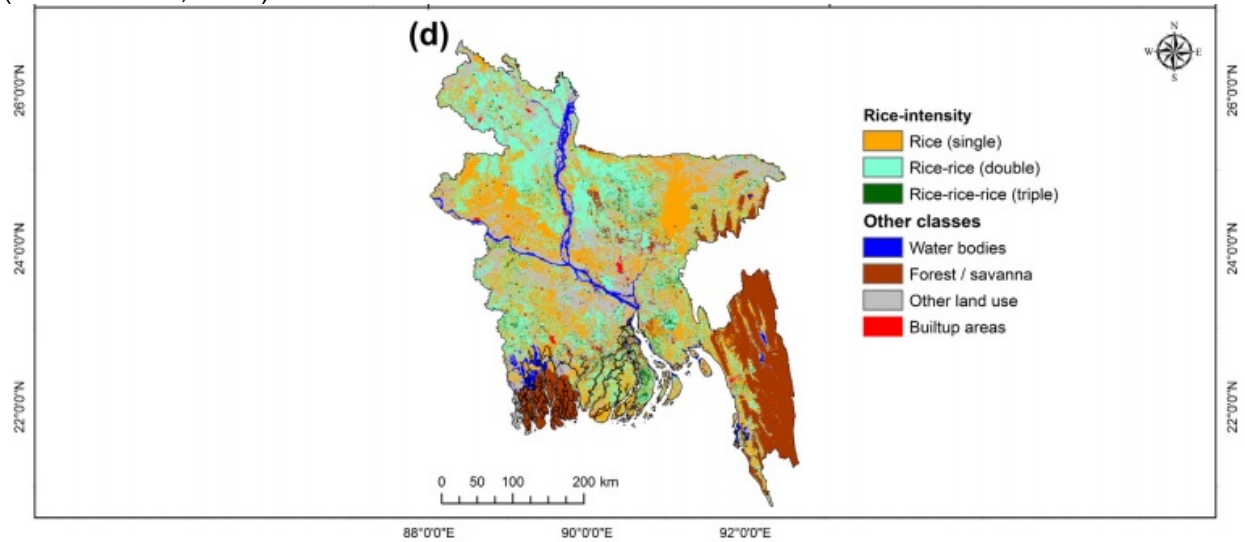 (d)
N
W E
S
26°0'0"N
24°0'0"N
22°0'0"N
26°0'0"N
24°0'0"N
22°0'0"N
Rice-intensity
Rice (single)
Rice-rice (double)
Rice-rice-rice (triple)
Other classes
Water bodies
Forest / savanna
Other land use
Builtup areas
0 50 100 200 km
88°0'0"E 90°0'0"E 92°0'0"E